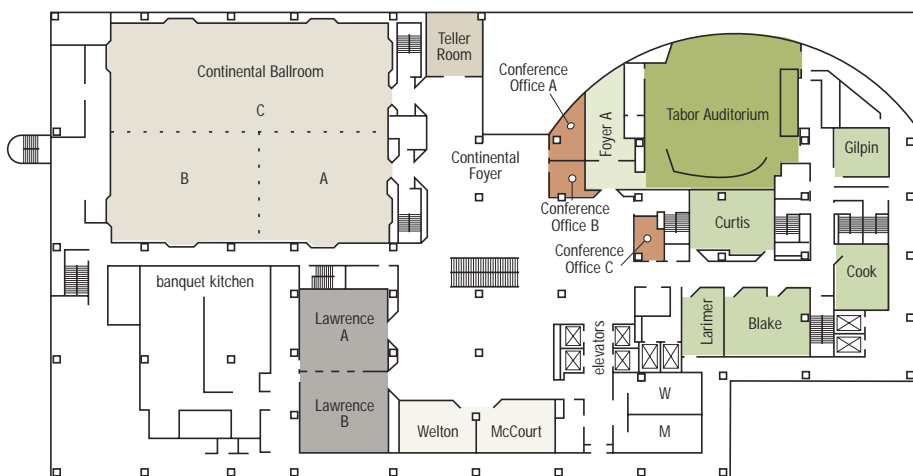 Teller
Room
Continental Ballroom
C
B
A
Conference
Office A
Foyer A
Tabor Auditorium
Gilpin
Continental
Foyer
Conference
Office B
Conference
Office C
Curtis
Cook
banquet kitchen
Lawrence
A
Lawrence
B
elevators
Larimer
Blake
Welton
McCourt
W
M